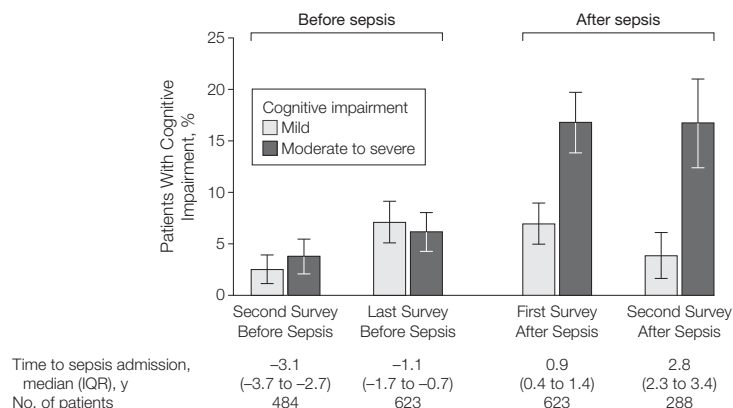 Before sepsis
After sepsis
25
20
15
10
5
0
Patients With Cognitive
Impairment, %
Cognitive impairment
Mild
Moderate to severe
Second Survey
Before Sepsis
Last Survey
Before Sepsis
First Survey
After Sepsis
Second Survey
After Sepsis
Time to sepsis admission,
median (IQR), y
–3.1
(–3.7 to –2.7)
–1.1
(–1.7 to –0.7)
0.9
(0.4 to 1.4)
2.8
(2.3 to 3.4)
No. of patients
484
623
623
288